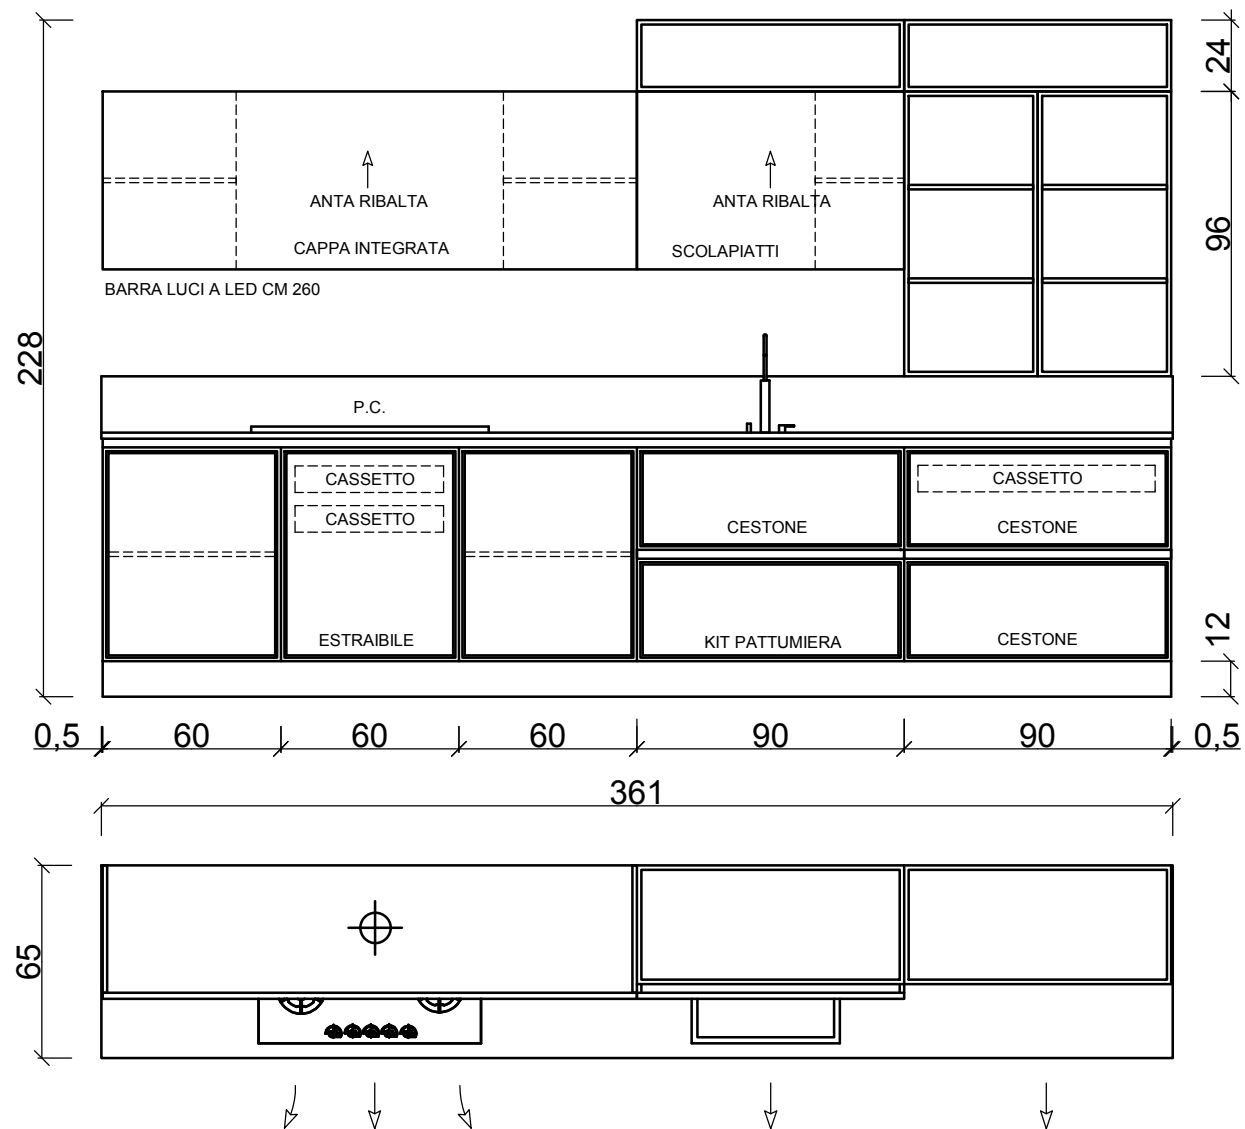 24
ANTA RIBALTA
ANTA RIBALTA
CAPPA INTEGRATA
SCOLAPIATTI
96
BARRA LUCI A LED CM 260
228
P.C.
CASSETTO
CASSETTO
CASSETTO
CESTONE
CESTONE
ESTRAIBILE
KIT PATTUMIERA
CESTONE
12
0,5 60 60 60 90 90 0,5
361
65